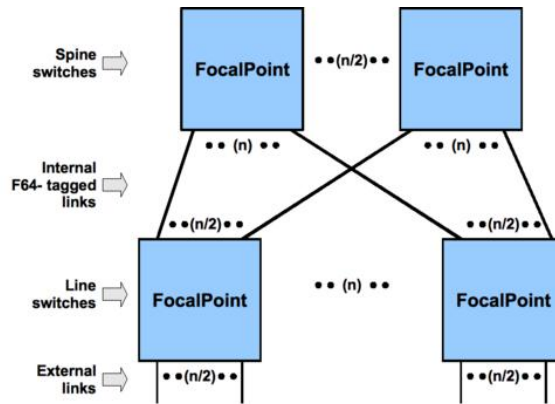 Spine
switches
FocalPoint
••(n/2)••
FocalPoint
•• (n) ••
•• (n) ••
Internal
F64- tagged
links
••(n/2)••
••(n/2)••
Line
switches
FocalPoint
•• (n) ••
FocalPoint
External
links
••(n/2)••
••(n/2)••